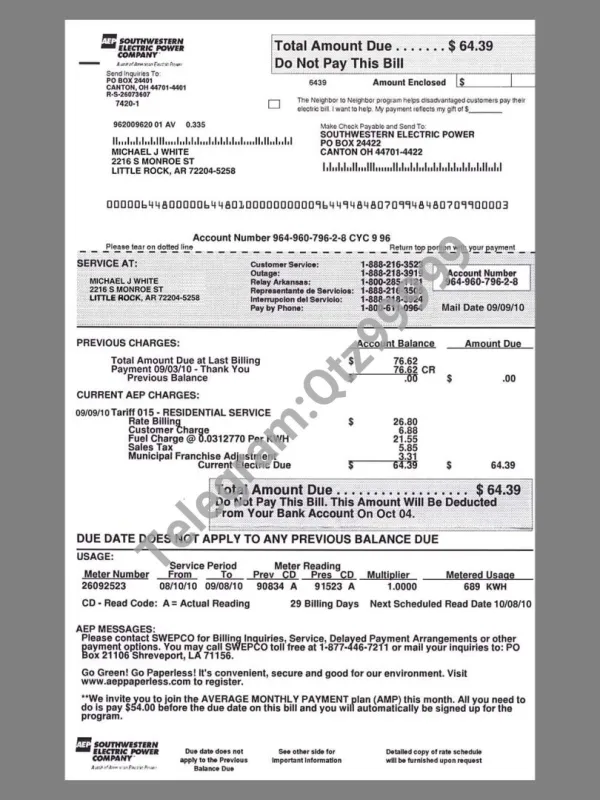 AEP SOUTHWESTERN
ELECTRIC POWER
COMPANY
A unit of American Electric Power
Send Inquiries To:
PO BOX 24401
CANTON, OH 44701-4401
R-S-26073607
7420-1
Total Amount Due . . . . . . . $ 64.39
Do Not Pay This Bill
6439 Amount Enclosed $
The Neighbor to Neighbor program helps disadvantaged customers pay their
electric bill. I want to help. My payment reflects my gift of $
962009620 01 AV 0.335
MICHAEL J WHITE
2216 S MONROE ST
LITTLE ROCK, AR 72204-5258
Make Check Payable and Send To:
SOUTHWESTERN ELECTRIC POWER
PO BOX 24422
CANTON OH 44701-4422
Account Number 964-960-796-2-8 CYC 9 96
Please tear on dotted line Return top portion with your payment
SERVICE AT:
MICHAEL J WHITE
2216 S MONROE ST
LITTLE ROCK, AR 72204-5258
Customer Service: 1-888-216-3523
Outage: 1-888-218-3919
Relay Arkansas: 1-800-285-
Representante de Servicios: 1-888-216-3505
Interrupcion del Servicio: 1-888-218-3924
Pay by Phone: 1-800-611-0964
Account Number
964-960-796-2-8
Mail Date 09/09/10
PREVIOUS CHARGES: Account Balance Amount Due
Total Amount Due at Last Billing $ 76.62
Payment 09/03/10 - Thank You 76.62 CR
Previous Balance .00 $ .00
CURRENT AEP CHARGES:
09/09/10 Tariff 015 - RESIDENTIAL SERVICE
Rate Billing $ 26.80
Customer Charge 6.88
Fuel Charge @ 0.0312770 Per KWH 21.55
Sales Tax 5.85
Municipal Franchise Adjustment 3.31
Current Electric Due $ 64.39 $ 64.39
Total Amount Due . . . . . . . . . . . . . . . . . $ 64.39
Do Not Pay This Bill. This Amount Will Be Deducted
From Your Bank Account On Oct 04.
DUE DATE DOES NOT APPLY TO ANY PREVIOUS BALANCE DUE
USAGE:
Service Period Meter Reading
Meter Number From To Prev CD Pres CD Multiplier Metered Usage
26092523 08/10/10 09/08/10 90834 A 91523 A 1.0000 689 KWH
CD - Read Code: A = Actual Reading 29 Billing Days Next Scheduled Read Date 10/08/10
AEP MESSAGES:
Please contact SWEPCO for Billing Inquiries, Service, Delayed Payment Arrangements or other
payment options. You may call SWEPCO toll free at 1-877-446-7211 or mail your inquiries to: PO
Box 21106 Shreveport, LA 71156.
Go Green! Go Paperless! It's convenient, secure and good for our environment. Visit
www.aeppaperless.com to register.
**We invite you to join the AVERAGE MONTHLY PAYMENT plan (AMP) this month. All you need to
do is pay $54.00 before the due date on this bill and you will automatically be signed up for the
program.
AEP SOUTHWESTERN
ELECTRIC POWER
COMPANY
A unit of American Electric Power
Due date does not
apply to the Previous
Balance Due
See other side for
Important Information
Detailed copy of rate schedule
will be furnished upon request
Telegram:Qtz99999